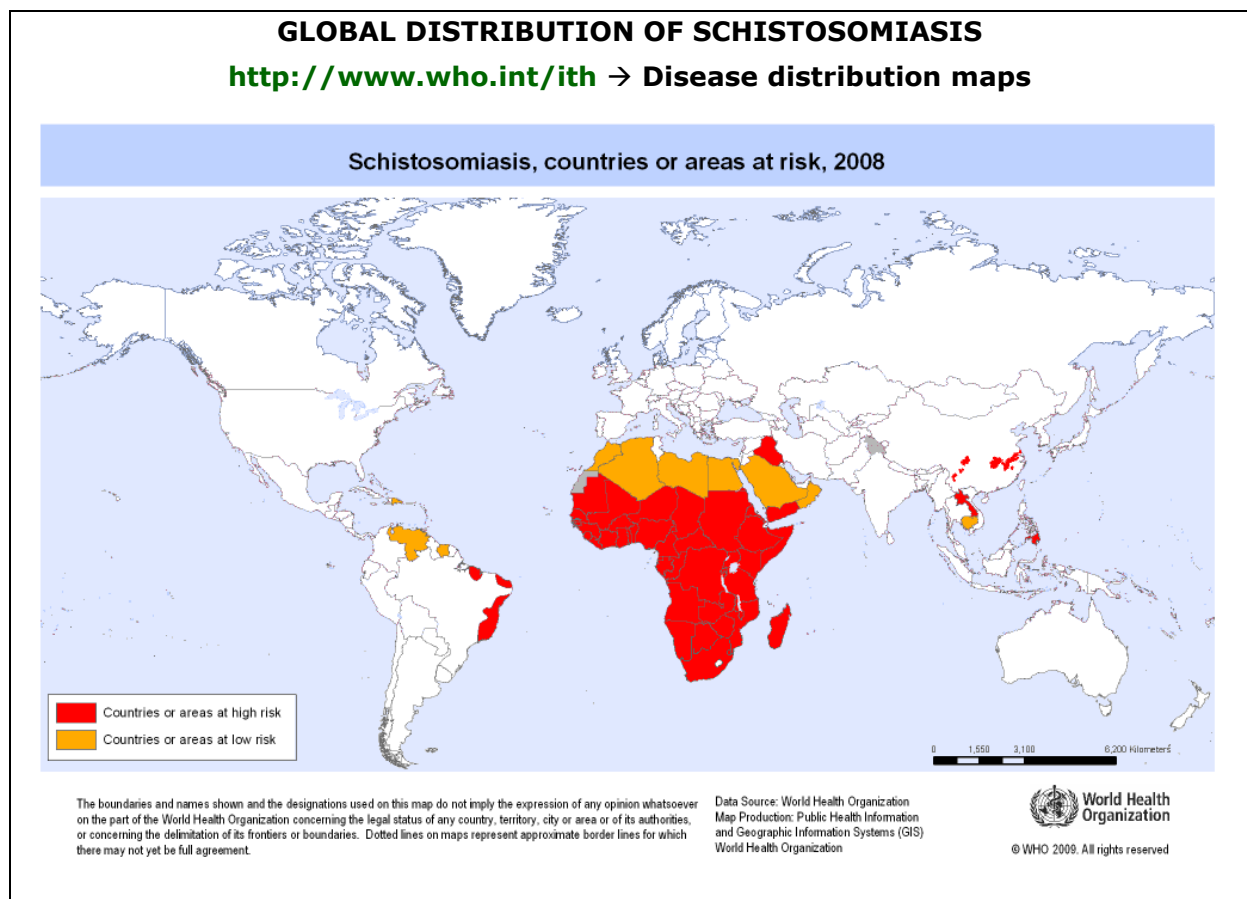 GLOBAL DISTRIBUTION OF SCHISTOSOMIASIS
http://www.who.int/ith → Disease distribution maps
Schistosomiasis, countries or areas at risk, 2008
Countries or areas at high risk
Countries or areas at low risk
0 1,550 3,100 6,200 Kilometers
The boundaries and names shown and the designations used on this map do not imply the expression of any opinion whatsoever
on the part of the World Health Organization concerning the legal status of any country, territory, city or area or of its authorities,
or concerning the delimitation of its frontiers or boundaries. Dotted lines on maps represent approximate border lines for which
there may not yet be full agreement.
Data Source: World Health Organization
Map Production: Public Health Information
and Geographic Information Systems (GIS)
World Health Organization
World Health
Organization
© WHO 2009. All rights reserved